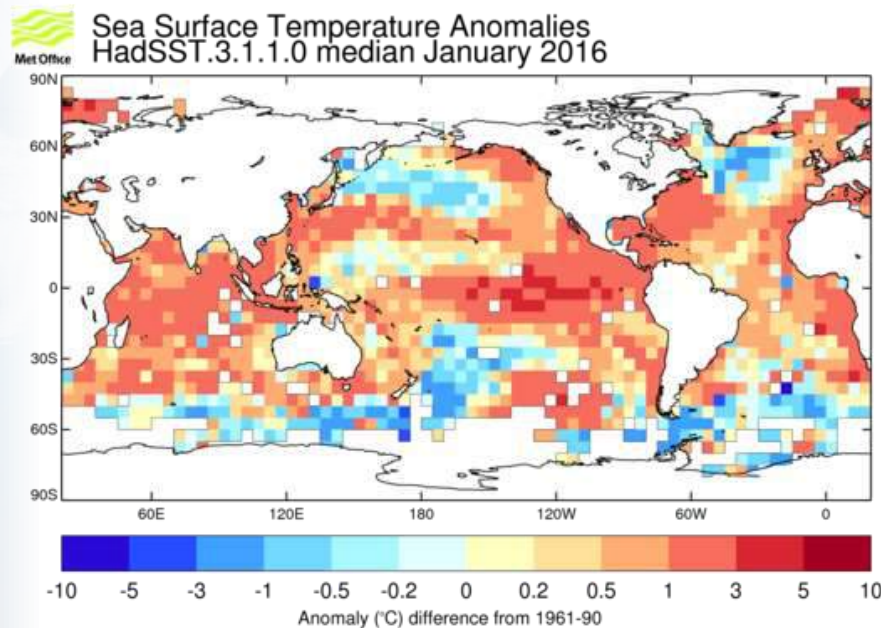 Met Office
Sea Surface Temperature Anomalies
HadSST.3.1.1.0 median January 2016
90N
60N
30N
0
30S
60S
90S
60E 120E 180 120W 60W 0
-10 -5 -3 -1 -0.5 -0.2 0 0.2 0.5 1 3 5 10
Anomaly (°C) difference from 1961-90